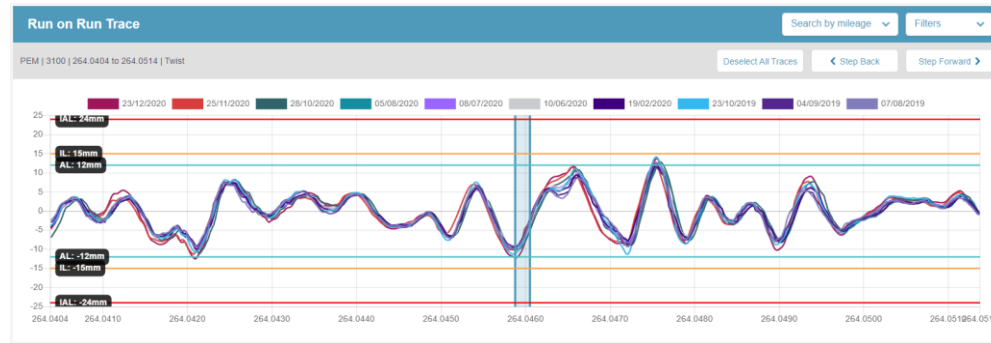 Run on Run Trace
Search by mileage
Filters
PEM | 3100 | 264.0404 to 264.0514 | Twist
Deselect All Traces
Step Back
Step Forward
23/12/2020 25/11/2020 28/10/2020 05/08/2020 08/07/2020 10/06/2020 19/02/2020 23/10/2019 04/09/2019 07/08/2019
25
IAL: 24mm
20
15
IL: 15mm
AL: 12mm
10
5
0
-5
-10
AL: -12mm
-15
IL: -15mm
-20
IAL: -24mm
-25
264.0404 264.0410 264.0420 264.0430 264.0440 264.0450 264.0460 264.0470 264.0480 264.0490 264.0500